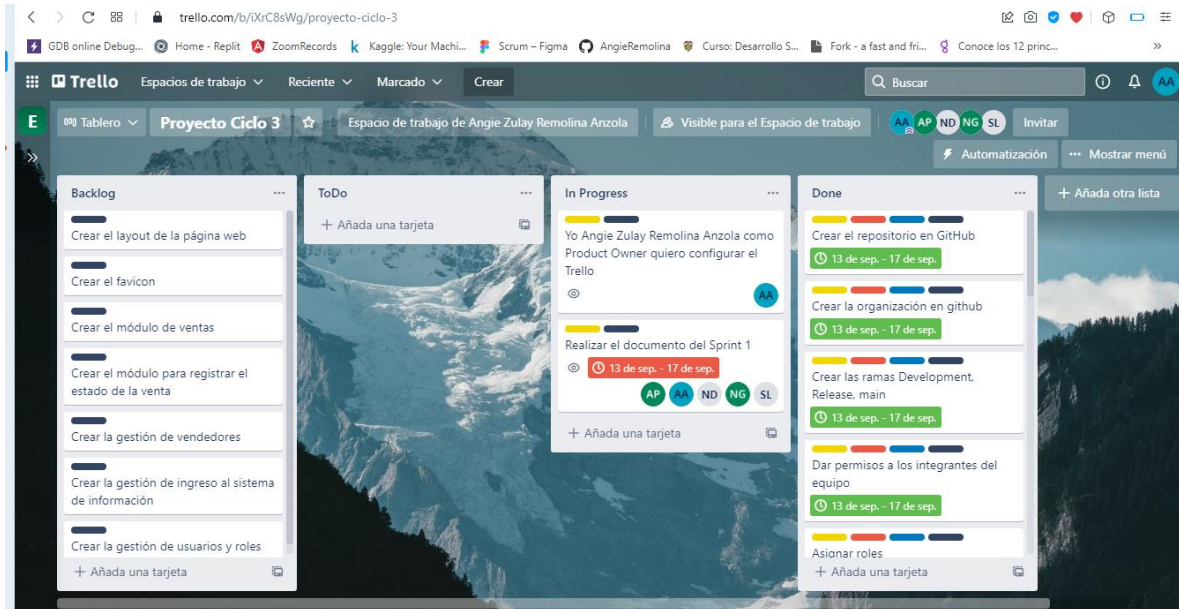 trello.com/b/iXrC8sWg/proyecto-ciclo-3
GDB online Debug... Home - Replit ZoomRecords Kaggle: Your Machi... Scrum – Figma AngieRemolina Curso: Desarrollo S... Fork - a fast and fri... Conoce los 12 princ... »
Trello Espacios de trabajo Reciente Marcado Crear Buscar AA
E Tablero Proyecto Ciclo 3 Espacio de trabajo de Angie Zulay Remolina Anzola Visible para el Espacio de trabajo AA AP ND NG SL Invitar
» Automatización ··· Mostrar menú
Backlog ···
Crear el layout de la página web
Crear el favicon
Crear el módulo de ventas
Crear el módulo para registrar el
estado de la venta
Crear la gestión de vendedores
Crear la gestión de ingreso al sistema
de información
Crear la gestión de usuarios y roles
+ Añada una tarjeta
ToDo ···
+ Añada una tarjeta
In Progress ···
Yo Angie Zulay Remolina Anzola como
Product Owner quiero configurar el
Trello
AA
Realizar el documento del Sprint 1
13 de sep. - 17 de sep.
AP AA ND NG SL
+ Añada una tarjeta
Done ···
Crear el repositorio en GitHub
13 de sep. - 17 de sep.
Crear la organización en github
13 de sep. - 17 de sep.
Crear las ramas Development,
Release, main
13 de sep. - 17 de sep.
Dar permisos a los integrantes del
equipo
13 de sep. - 17 de sep.
Asignar roles
+ Añada una tarjeta
+ Añada otra lista